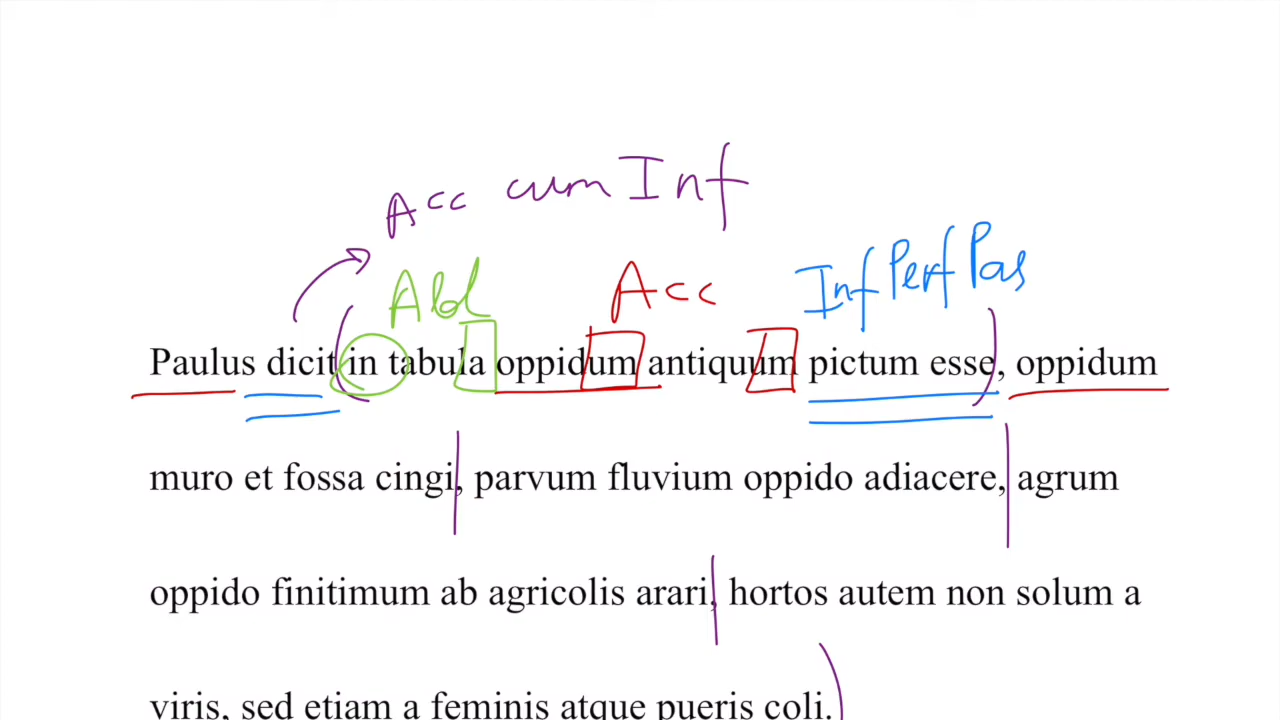 Acc cum Inf
Abl Acc Inf Perf Pas
Paulus dicit in tabula oppidum antiquum pictum esse, oppidum
muro et fossa cingi, parvum fluvium oppido adiacere, agrum
oppido finitimum ab agricolis arari, hortos autem non solum a
viris, sed etiam a feminis atque pueris coli.